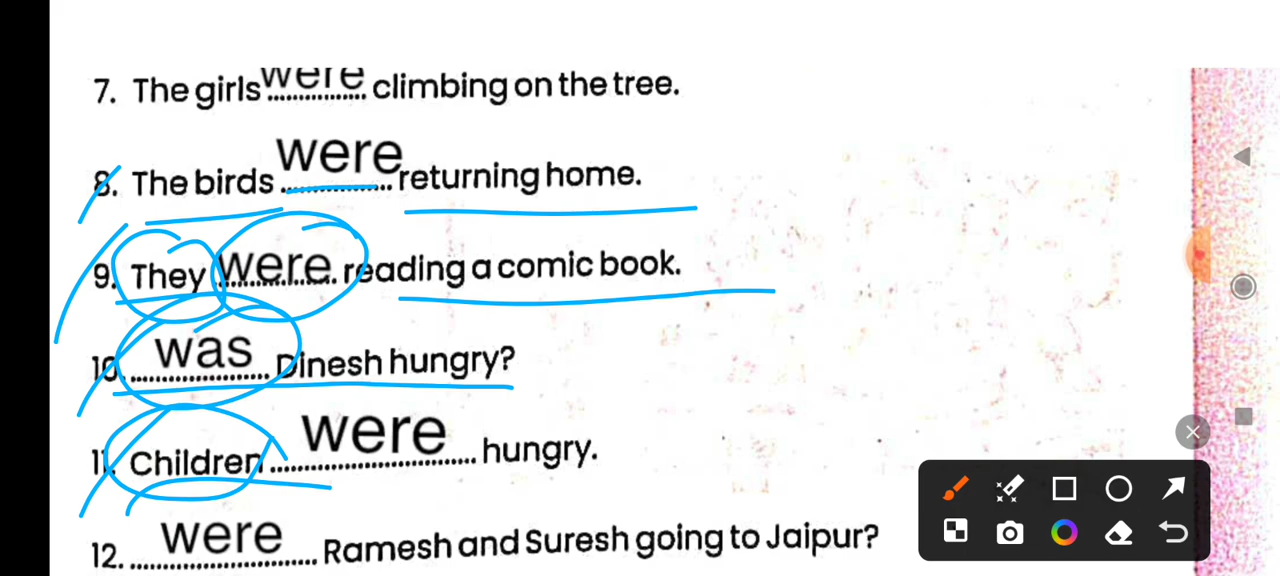 7. The girls were climbing on the tree.
8. The birds were returning home.
9. They were reading a comic book.
10. was Dinesh hungry?
11. Children were hungry.
12. were Ramesh and Suresh going to Jaipur?